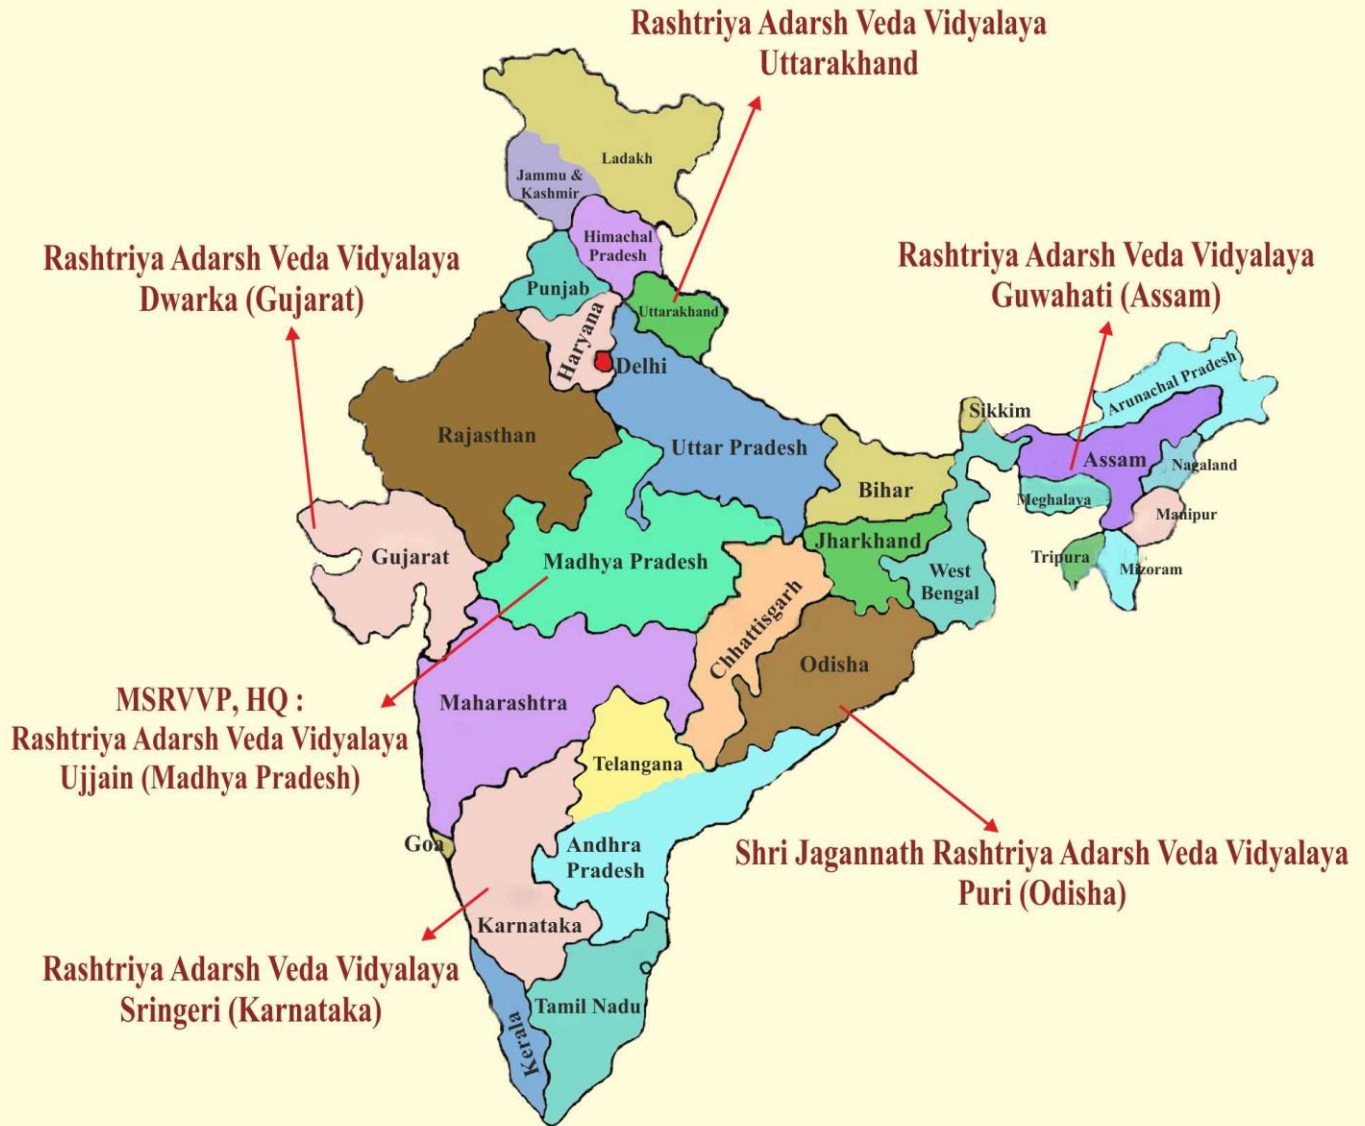 Rashtriya Adarsh Veda Vidyalaya
Uttarakhand
Ladakh
Jammu &
Kashmir
Himachal
Pradesh
Rashtriya Adarsh Veda Vidyalaya
Dwarka (Gujarat)
Rashtriya Adarsh Veda Vidyalaya
Guwahati (Assam)
Punjab
Uttarakhand
Haryana
Delhi
Arunachal Pradesh
Sikkim
Rajasthan
Uttar Pradesh
Assam
Nagaland
Bihar
Meghalaya
Manipur
Jharkhand
Gujarat
Madhya Pradesh
Tripura
Mizoram
West
Bengal
Chhattisgarh
Odisha
Maharashtra
MSRVVP, HQ :
Rashtriya Adarsh Veda Vidyalaya
Ujjain (Madhya Pradesh)
Telangana
Goa
Andhra
Pradesh
Shri Jagannath Rashtriya Adarsh Veda Vidyalaya
Puri (Odisha)
Karnataka
Rashtriya Adarsh Veda Vidyalaya
Sringeri (Karnataka)
Tamil Nadu
Kerala